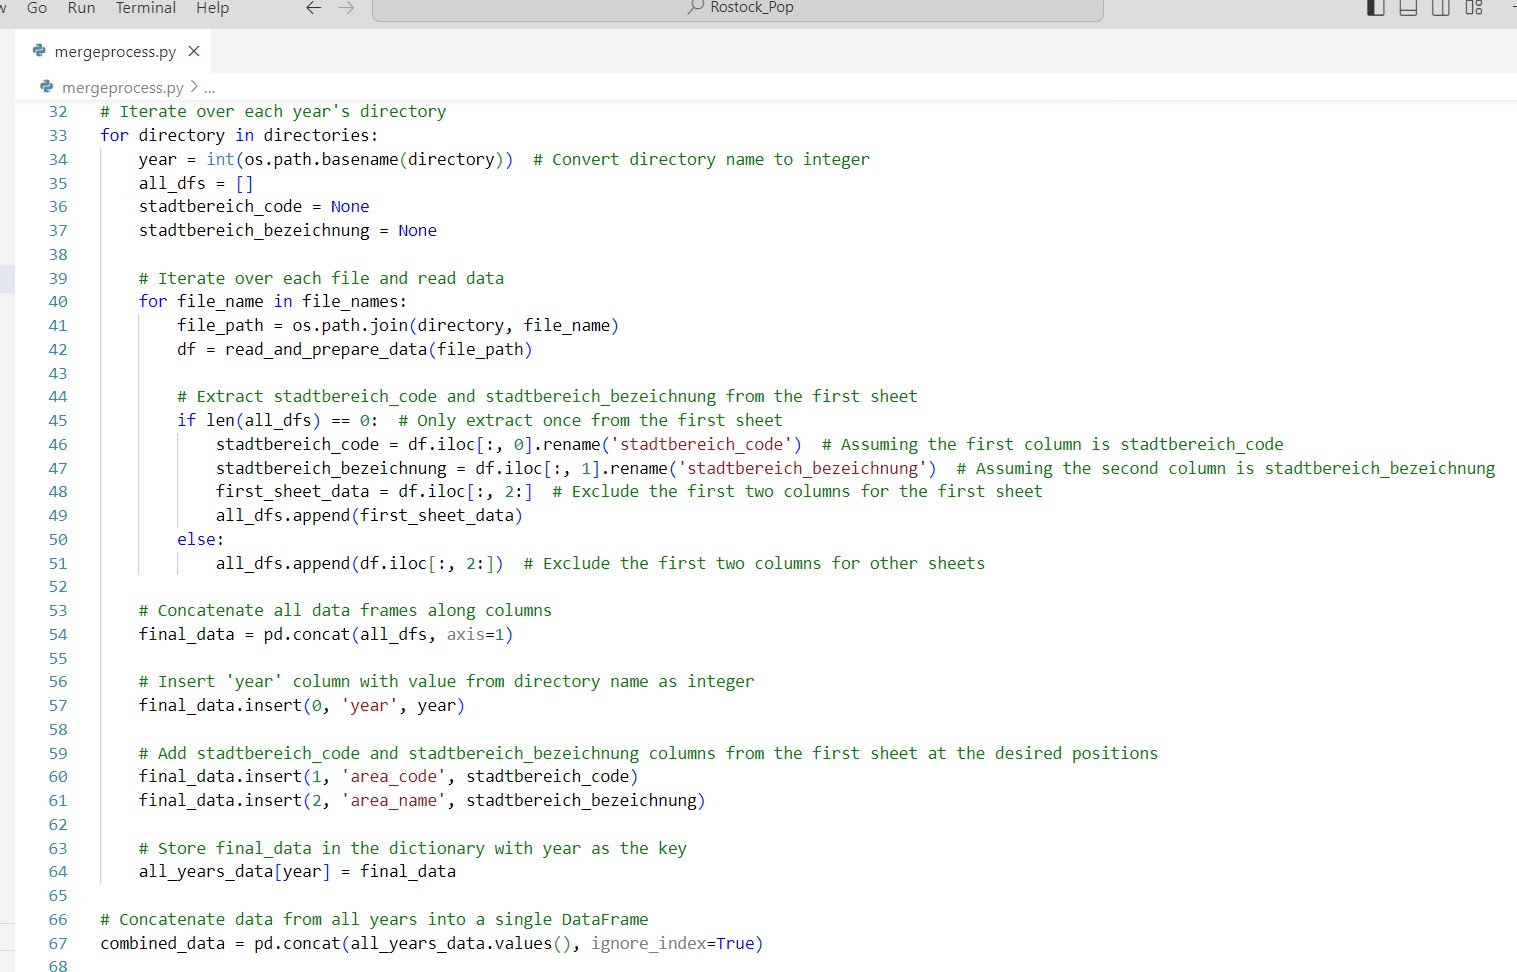 Go Run Terminal Help ← → Rostock_Pop
mergeprocess.py ×
mergeprocess.py > ...
32 # Iterate over each year's directory
33 for directory in directories:
34     year = int(os.path.basename(directory))  # Convert directory name to integer
35     all_dfs = []
36     stadtbereich_code = None
37     stadtbereich_bezeichnung = None
38
39     # Iterate over each file and read data
40     for file_name in file_names:
41         file_path = os.path.join(directory, file_name)
42         df = read_and_prepare_data(file_path)
43
44         # Extract stadtbereich_code and stadtbereich_bezeichnung from the first sheet
45         if len(all_dfs) == 0:  # Only extract once from the first sheet
46             stadtbereich_code = df.iloc[:, 0].rename('stadtbereich_code')  # Assuming the first column is stadtbereich_code
47             stadtbereich_bezeichnung = df.iloc[:, 1].rename('stadtbereich_bezeichnung')  # Assuming the second column is stadtbereich_bezeichnung
48             first_sheet_data = df.iloc[:, 2:]  # Exclude the first two columns for the first sheet
49             all_dfs.append(first_sheet_data)
50         else:
51             all_dfs.append(df.iloc[:, 2:])  # Exclude the first two columns for other sheets
52
53     # Concatenate all data frames along columns
54     final_data = pd.concat(all_dfs, axis=1)
55
56     # Insert 'year' column with value from directory name as integer
57     final_data.insert(0, 'year', year)
58
59     # Add stadtbereich_code and stadtbereich_bezeichnung columns from the first sheet at the desired positions
60     final_data.insert(1, 'area_code', stadtbereich_code)
61     final_data.insert(2, 'area_name', stadtbereich_bezeichnung)
62
63     # Store final_data in the dictionary with year as the key
64     all_years_data[year] = final_data
65
66 # Concatenate data from all years into a single DataFrame
67 combined_data = pd.concat(all_years_data.values(), ignore_index=True)
68